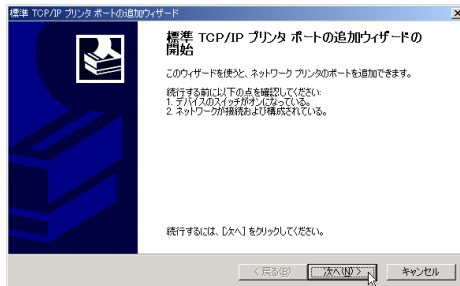 標準 TCP/IP プリンタ ポートの追加ウィザード
標準 TCP/IP プリンタ ポートの追加ウィザードの
開始
このウィザードを使うと、ネットワーク プリンタのポートを追加できます。
続行する前に以下の点を確認してください:
1. デバイスのスイッチがオンになっている。
2. ネットワークが接続および構成されている。
続行するには、[次へ] をクリックしてください。
< 戻る(B)
次へ(N) >
キャンセル